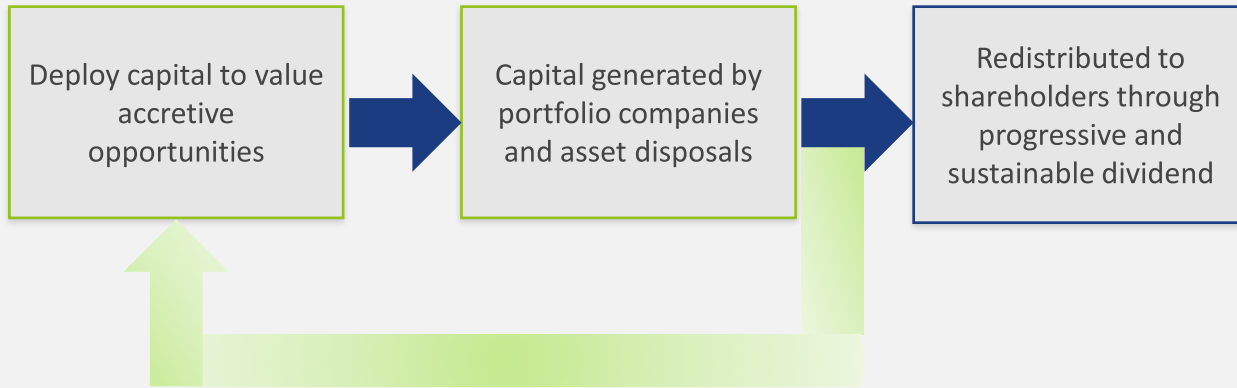 Deploy capital to value
accretive
opportunities
Capital generated by
portfolio companies
and asset disposals
Redistributed to
shareholders through
progressive and
sustainable dividend